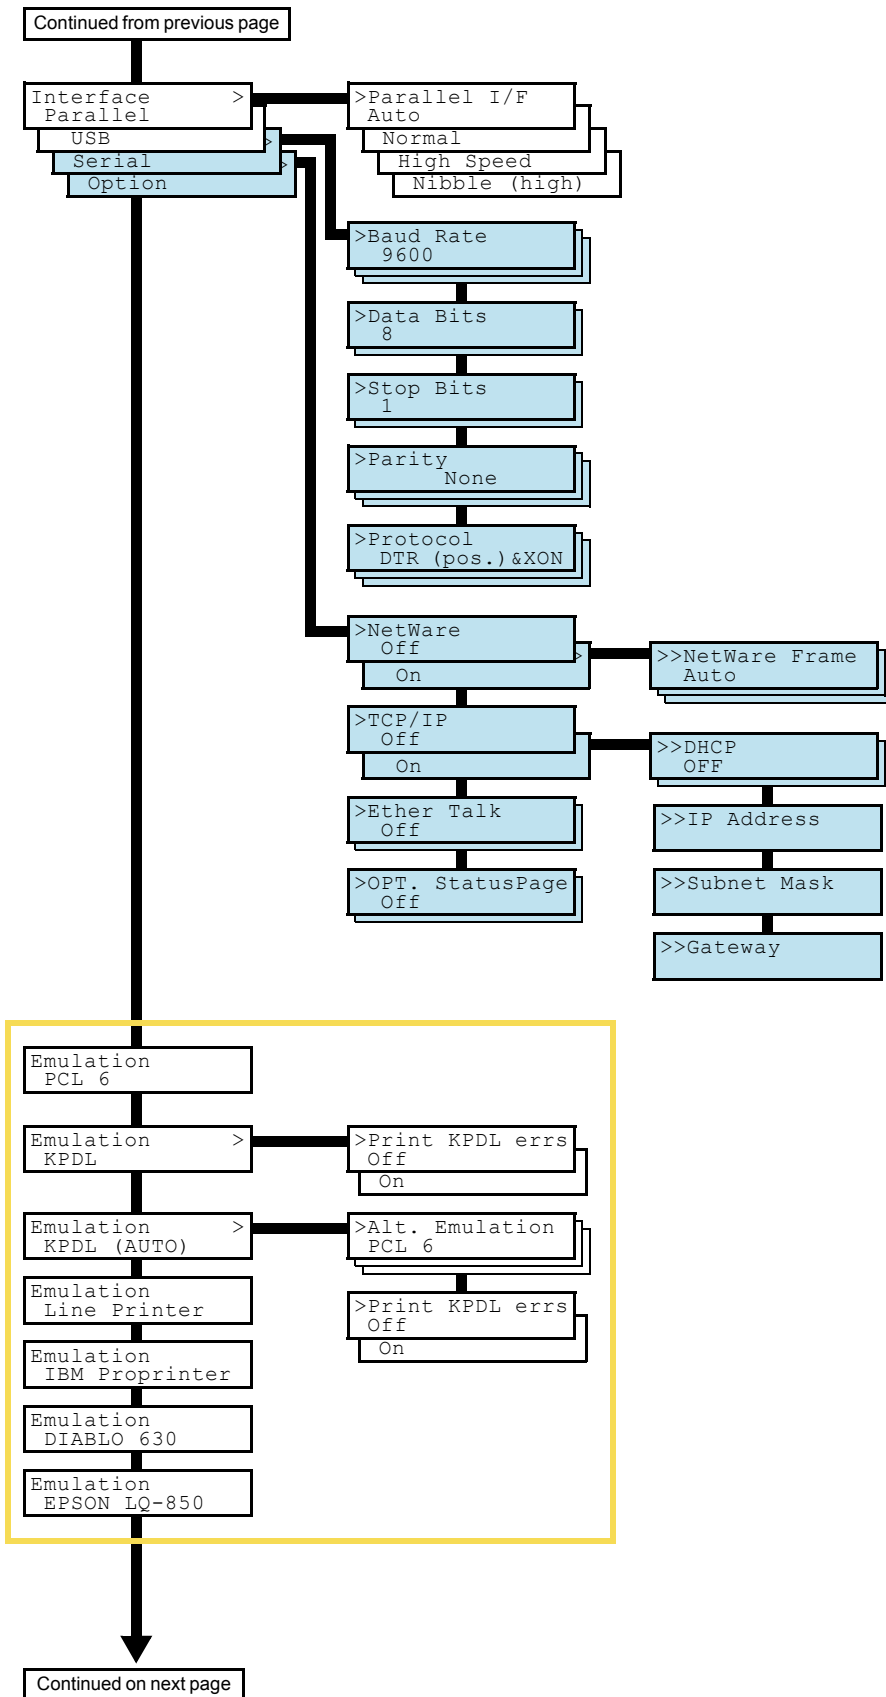 Continued from previous page
Interface >
Parallel
USB >
Serial >
Option
>Parallel I/F
Auto
Normal
High Speed
Nibble (high)
>Baud Rate
9600
>Data Bits
8
>Stop Bits
1
>Parity
None
>Protocol
DTR (pos.)&XON
>NetWare
Off
On >
>>NetWare Frame
Auto
>TCP/IP
Off
On
>>DHCP
OFF
>>IP Address
>>Subnet Mask
>>Gateway
>Ether Talk
Off
>OPT. StatusPage
Off
Emulation
PCL 6
Emulation >
KPDL
>Print KPDL errs
Off
On
Emulation >
KPDL (AUTO)
>Alt. Emulation
PCL 6
>Print KPDL errs
Off
On
Emulation
Line Printer
Emulation
IBM Proprinter
Emulation
DIABLO 630
Emulation
EPSON LQ-850
Continued on next page